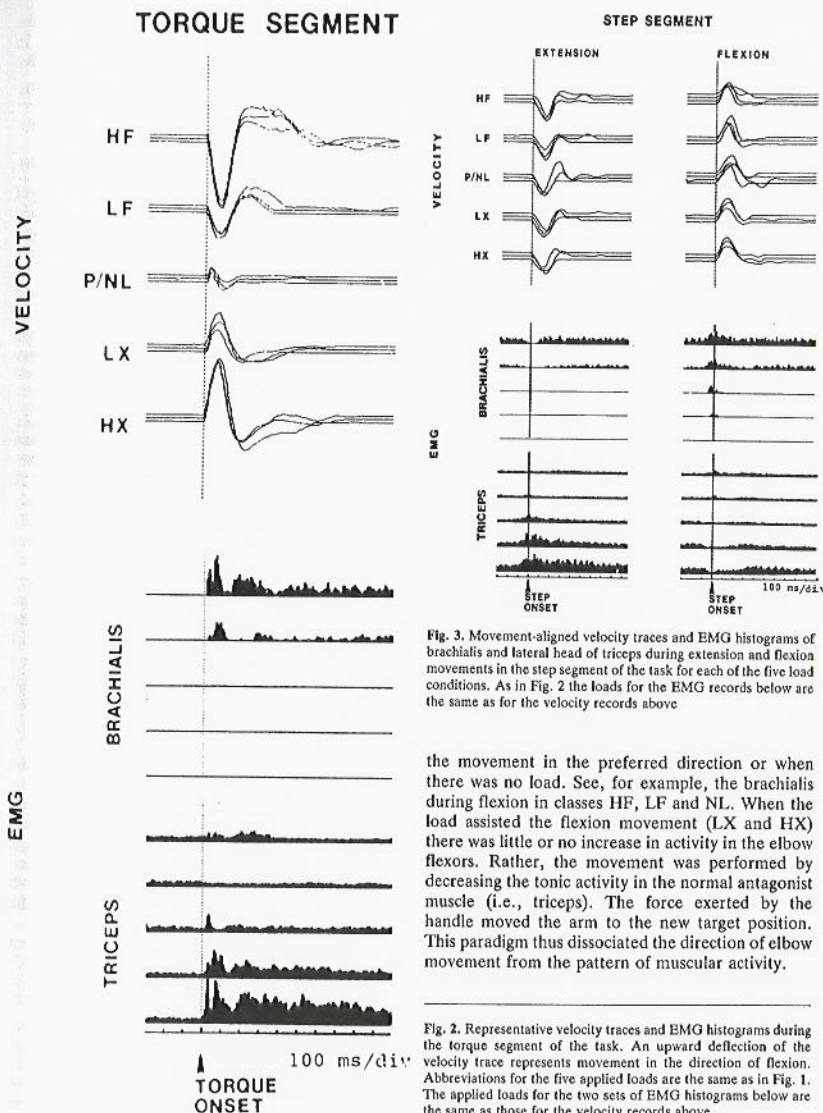 TORQUE SEGMENT
VELOCITY
HF
LF
P/NL
LX
HX
EMG
BRACHIALIS
TRICEPS
100 ms/div
TORQUE
ONSET
STEP SEGMENT
EXTENSION
FLEXION
VELOCITY
HF
LF
P/NL
LX
HX
EMG
BRACHIALIS
TRICEPS
100 ms/div
STEP
ONSET
STEP
ONSET
Fig. 3. Movement-aligned velocity traces and EMG histograms of
brachialis and lateral head of triceps during extension and flexion
movements in the step segment of the task for each of the five load
conditions. As in Fig. 2 the loads for the EMG records below are
the same as for the velocity records above
the movement in the preferred direction or when
there was no load. See, for example, the brachialis
during flexion in classes HF, LF and NL. When the
load assisted the flexion movement (LX and HX)
there was little or no increase in activity in the elbow
flexors. Rather, the movement was performed by
decreasing the tonic activity in the normal antagonist
muscle (i.e., triceps). The force exerted by the
handle moved the arm to the new target position.
This paradigm thus dissociated the direction of elbow
movement from the pattern of muscular activity.
Fig. 2. Representative velocity traces and EMG histograms during
the torque segment of the task. An upward deflection of the
velocity trace represents movement in the direction of flexion.
Abbreviations for the five applied loads are the same as in Fig. 1.
The applied loads for the two sets of EMG histograms below are
the same as those for the velocity records above